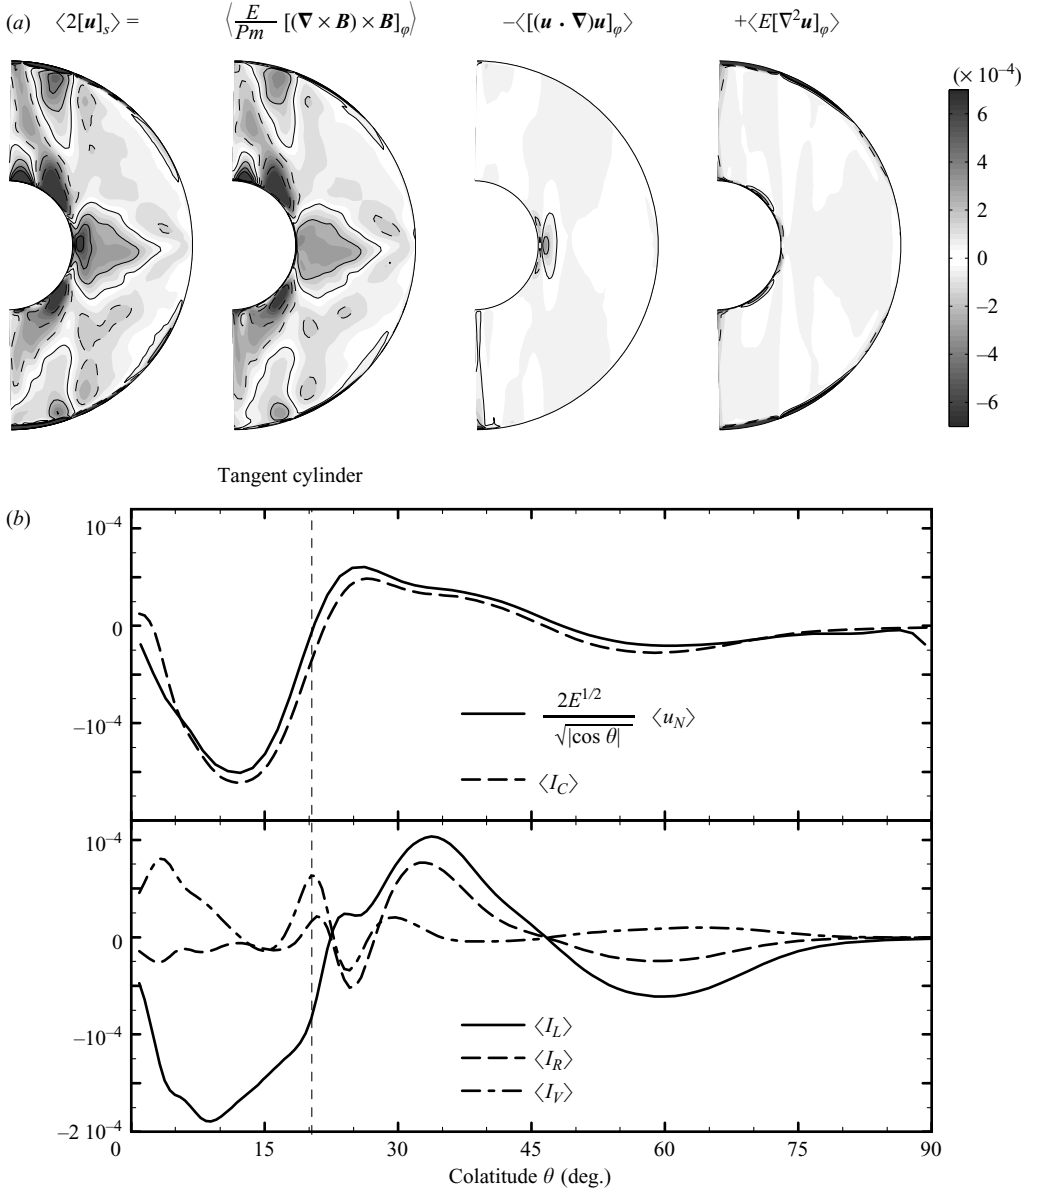 (a) ⟨2[u]s⟩ = ⟨E/Pm [(∇ × B) × B]φ⟩ –⟨[(u · ∇)u]φ⟩ +⟨E[∇²u]φ⟩
(× 10⁻⁴)
6
4
2
0
–2
–4
–6
Tangent cylinder
(b)
10⁻⁴
0
–10⁻⁴
2E^{1/2}/√|cos θ| ⟨u_N⟩
⟨I_C⟩
10⁻⁴
0
–10⁻⁴
–2 10⁻⁴
⟨I_L⟩
⟨I_R⟩
⟨I_V⟩
0 15 30 45 60 75 90
Colatitude θ (deg.)